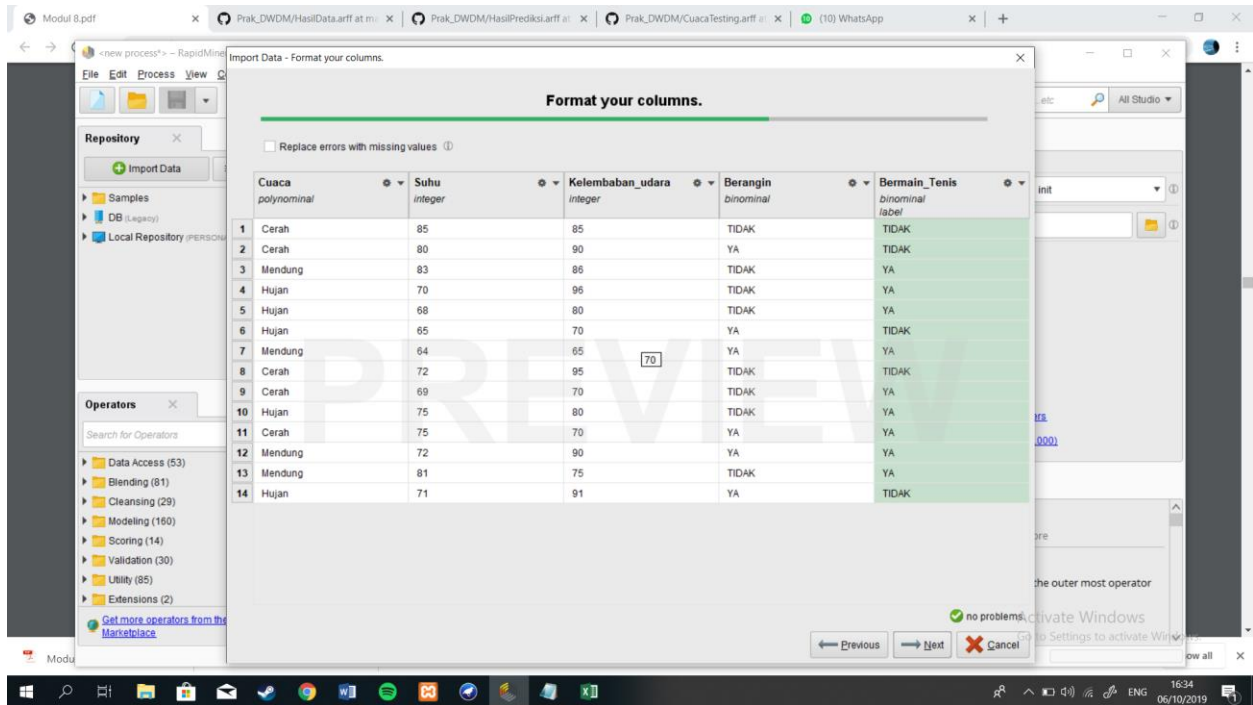 Modul 8.pdf
Prak_DWDM/HasilData.arff at ma
Prak_DWDM/HasilPrediksi.arff at
Prak_DWDM/CuacaTesting.arff at
(10) WhatsApp
<new process*> – RapidMine
Import Data - Format your columns.
File Edit Process View
Format your columns.
...etc
All Studio
Repository
Replace errors with missing values
Import Data
Cuaca Suhu Kelembaban_udara Berangin Bermain_Tenis
polynominal integer integer binominal binominal
label
init
Samples
DB (Legacy)
Local Repository
1 Cerah 85 85 TIDAK TIDAK
2 Cerah 80 90 YA TIDAK
3 Mendung 83 86 TIDAK YA
4 Hujan 70 96 TIDAK YA
5 Hujan 68 80 TIDAK YA
6 Hujan 65 70 YA TIDAK
7 Mendung 64 65 YA YA
70
8 Cerah 72 95 TIDAK TIDAK
9 Cerah 69 70 TIDAK YA
10 Hujan 75 80 TIDAK YA
11 Cerah 75 70 YA YA
12 Mendung 72 90 YA YA
13 Mendung 81 75 TIDAK YA
14 Hujan 71 91 YA TIDAK
PREVIEW
Operators
Search for Operators
Data Access (53)
Blending (81)
Cleansing (29)
Modeling (160)
Scoring (14)
Validation (30)
Utility (85)
Extensions (2)
Get more operators from the
Marketplace
the outer most operator
no problems.
Activate Windows
Go to Settings to activate Windows.
Previous Next Cancel
Modu
ow all
ENG
16:34
06/10/2019